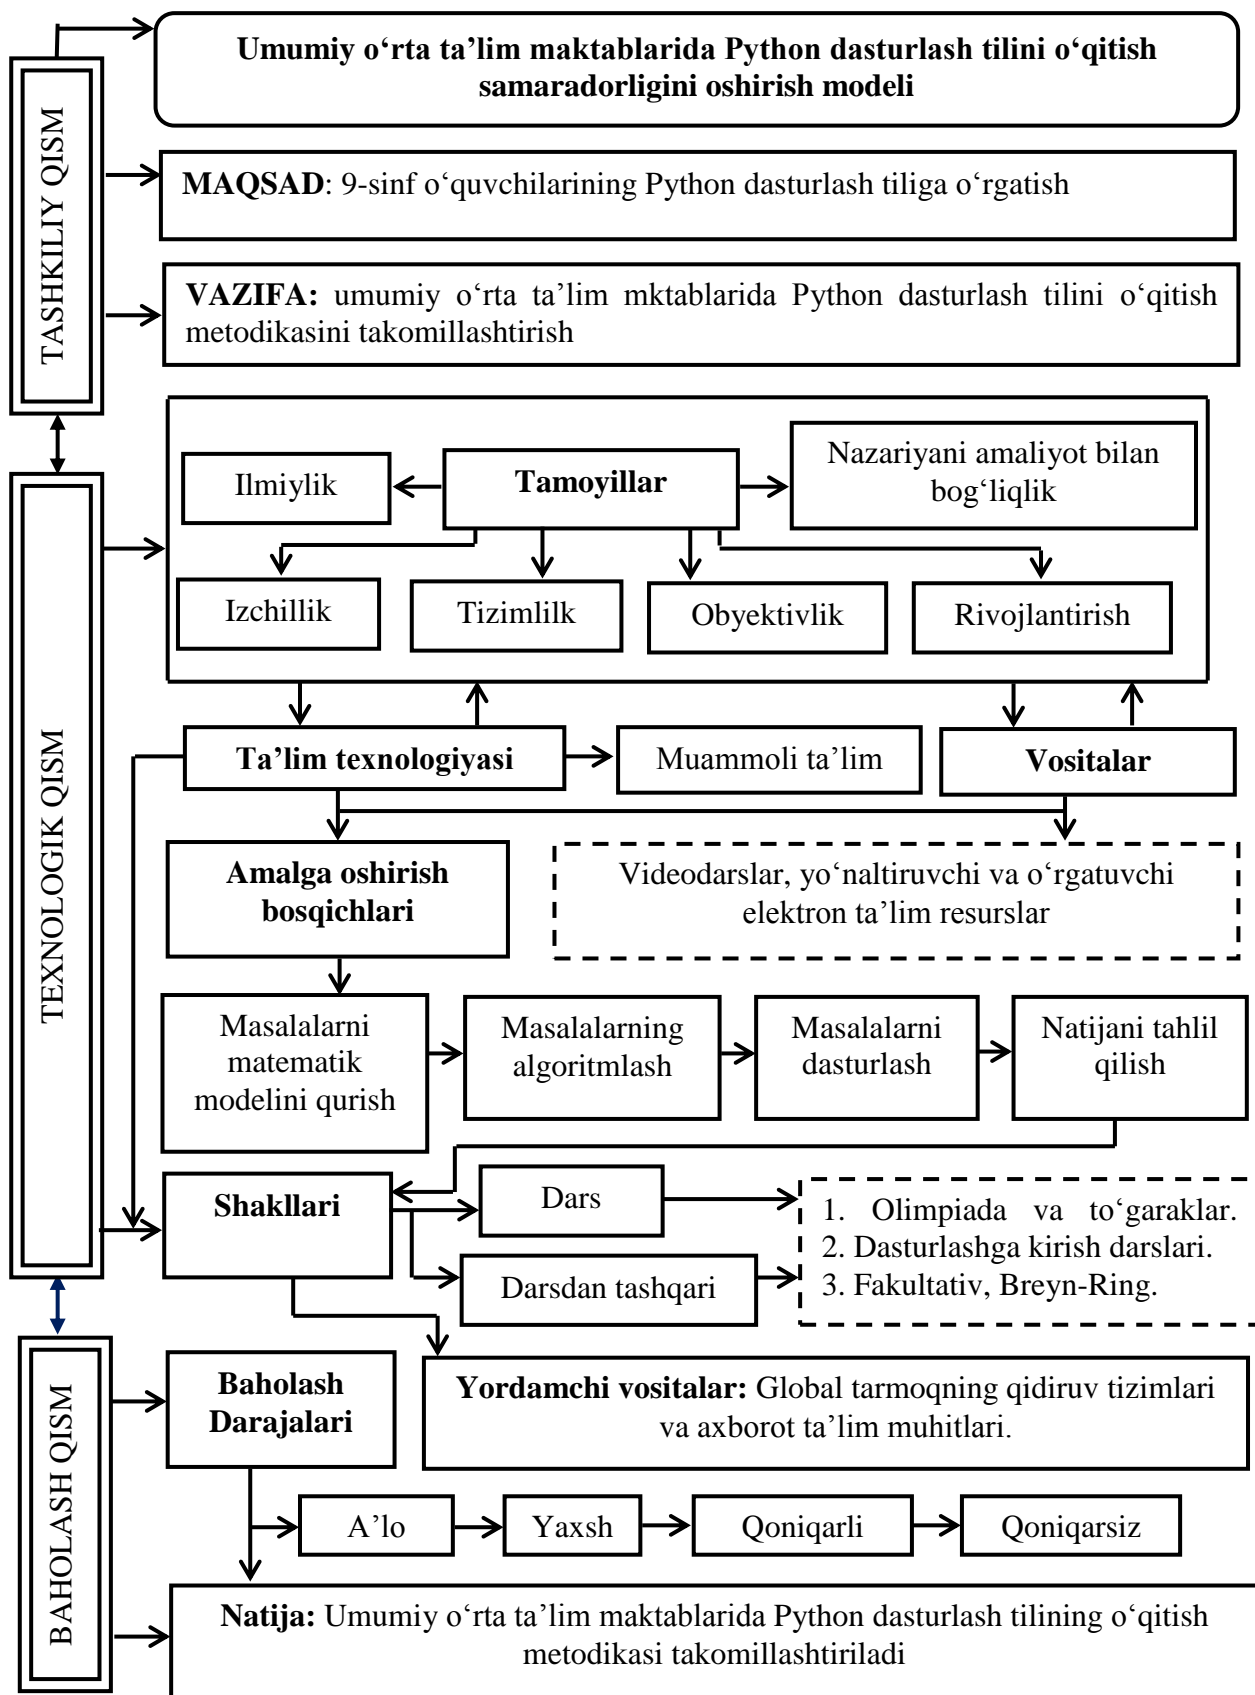 Umumiy o‘rta ta’lim maktablarida Python dasturlash tilini o‘qitish
samaradorligini oshirish modeli
TASHKILIY QISM
MAQSAD: 9-sinf o‘quvchilarining Python dasturlash tiliga o‘rgatish
VAZIFA: umumiy o‘rta ta’lim mktablarida Python dasturlash tilini o‘qitish
metodikasini takomillashtirish
TEXNOLOGIK QISM
Ilmiylik
Tamoyillar
Nazariyani amaliyot bilan
bog‘liqlik
Izchillik
Tizimlilk
Obyektivlik
Rivojlantirish
Ta’lim texnologiyasi
Muammoli ta’lim
Vositalar
Amalga oshirish
bosqichlari
Videodarslar, yo‘naltiruvchi va o‘rgatuvchi
elektron ta’lim resurslar
Masalalarni
matematik
modelini qurish
Masalalarning
algoritmlash
Masalalarni
dasturlash
Natijani tahlil
qilish
Shakllari
Dars
Darsdan tashqari
1. Olimpiada va to‘garaklar.
2. Dasturlashga kirish darslari.
3. Fakultativ, Breyn-Ring.
BAHOLASH QISM
Baholash
Darajalari
Yordamchi vositalar: Global tarmoqning qidiruv tizimlari
va axborot ta’lim muhitlari.
A’lo
Yaxsh
Qoniqarli
Qoniqarsiz
Natija: Umumiy o‘rta ta’lim maktablarida Python dasturlash tilining o‘qitish
metodikasi takomillashtiriladi